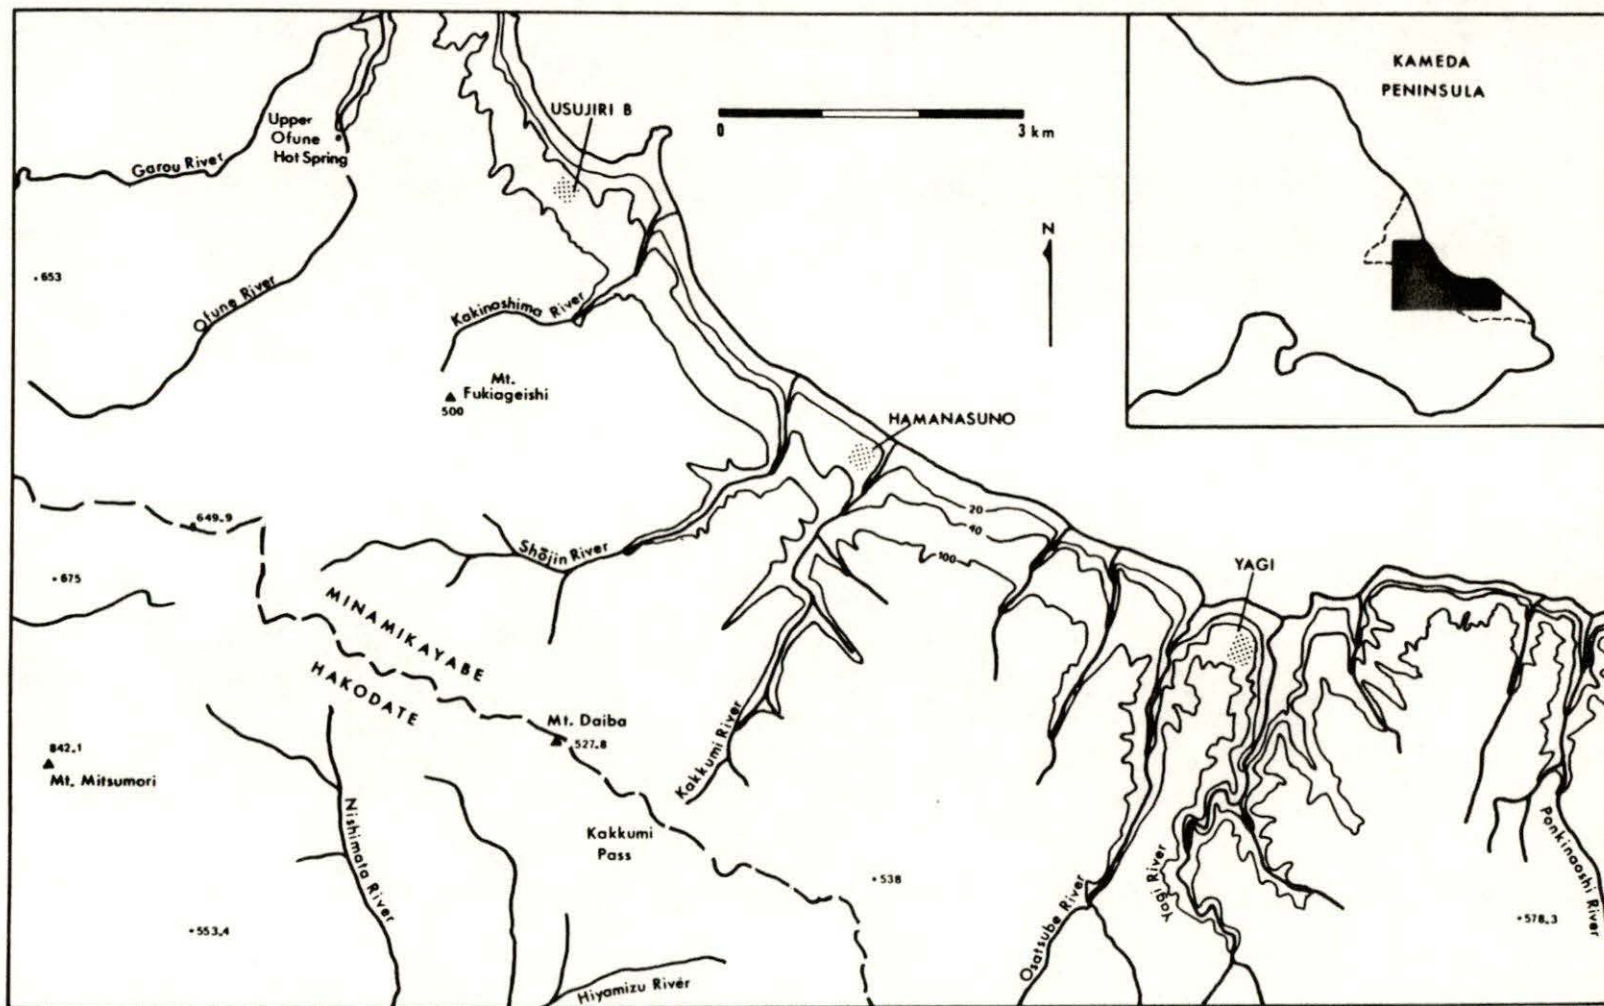 KAMEDA
PENINSULA
USUJIRI B
0
3 km
Upper
Ofune
Hot Spring
Garou River
N
653
Ofune River
Kakinoshima River
Mt.
Fukiageishi
500
HAMANASUNO
649.9
20
40
100
Shōjin River
675
YAGI
MINAMIKAYABE
HAKODATE
Mt. Daiba
527.8
842.1
Mt. Mitsumori
Kakkumi River
Nishimata River
Kakkumi
Pass
538
Osatsube River
Yagi River
Ponkinaoshi River
578.3
553.4
Hiyamizu River